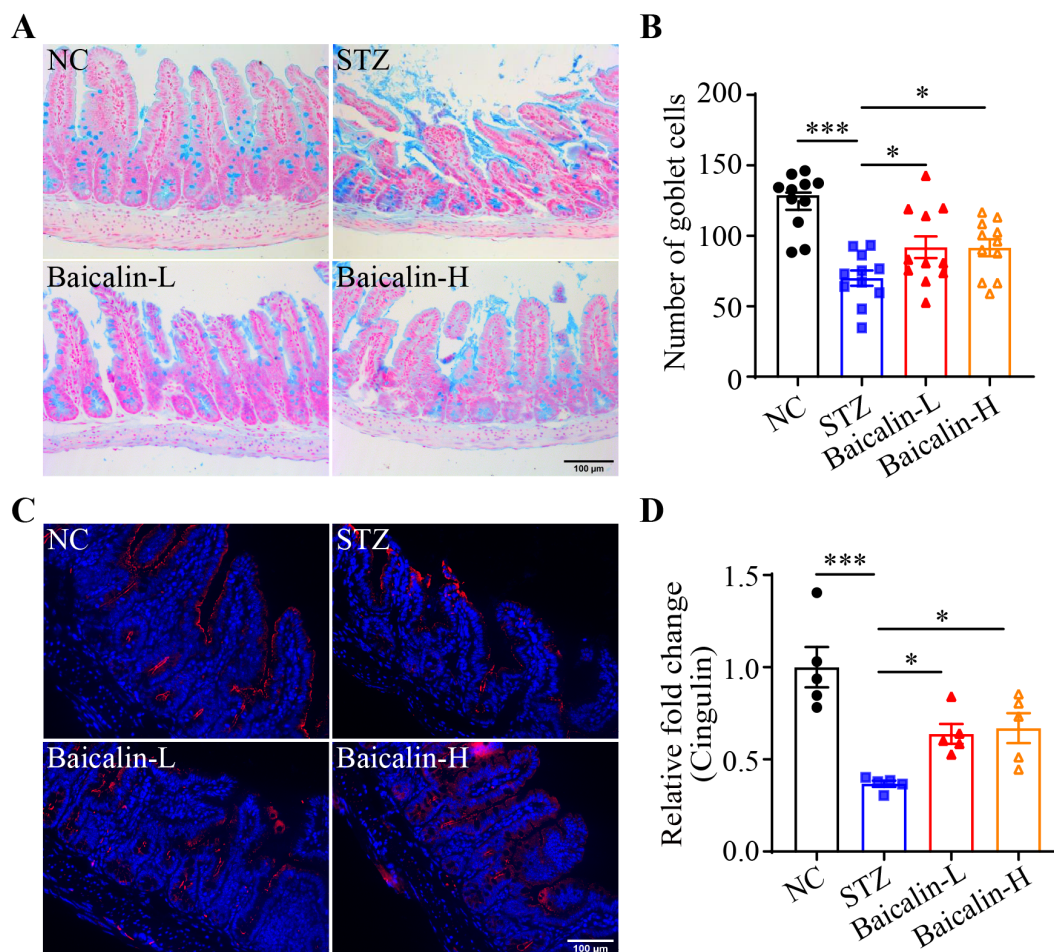 A
NC
STZ
Baicalin-L
Baicalin-H
100 μm
B
Number of goblet cells
200
150
100
50
0
***
*
*
NC
STZ
Baicalin-L
Baicalin-H
C
NC
STZ
Baicalin-L
Baicalin-H
100 μm
D
Relative fold change
(Cingulin)
1.5
1.0
0.5
0.0
***
*
*
NC
STZ
Baicalin-L
Baicalin-H